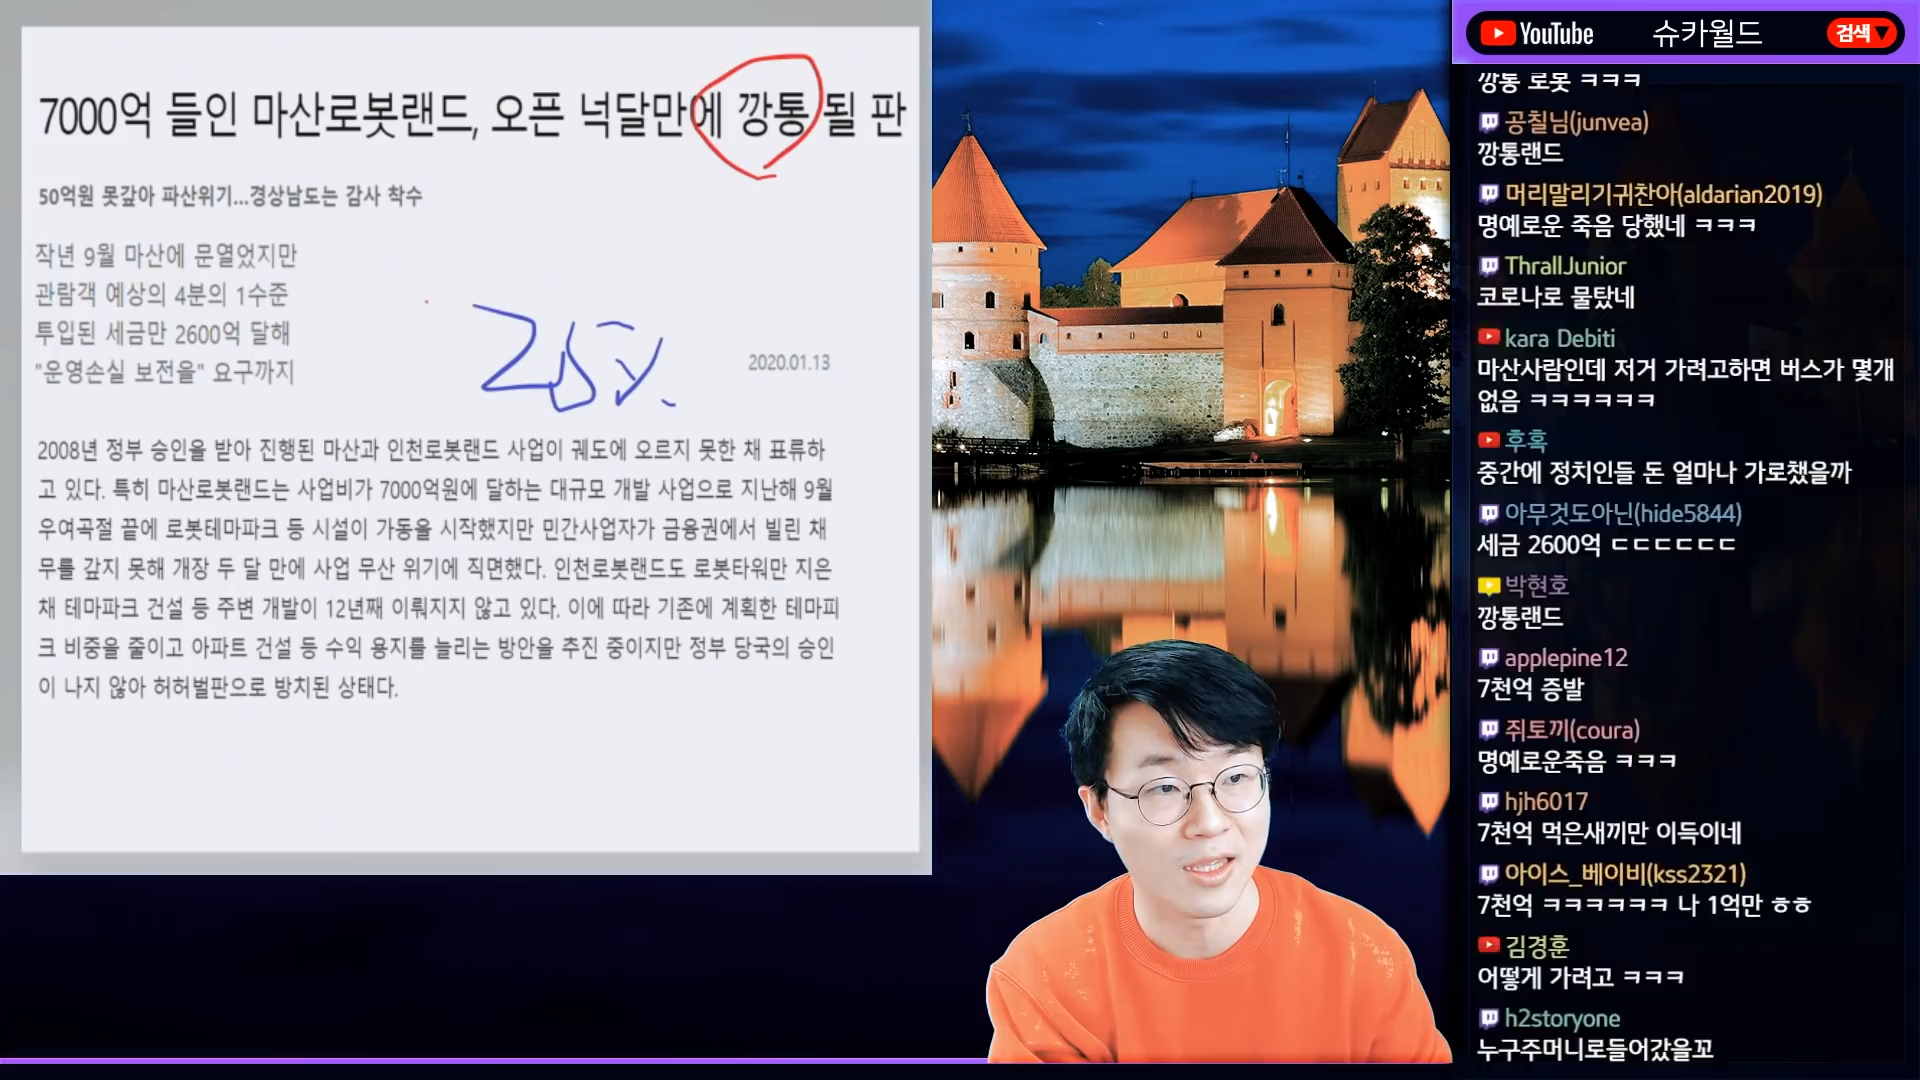 7000억 들인 마산로봇랜드, 오픈 넉달만에 깡통 될 판
50억원 못갚아 파산위기...경상남도는 감사 착수
작년 9월 마산에 문열었지만
관람객 예상의 4분의 1수준
투입된 세금만 2600억 달해
"운영손실 보전을" 요구까지
25%
2020.01.13
2008년 정부 승인을 받아 진행된 마산과 인천로봇랜드 사업이 궤도에 오르지 못한 채 표류하
고 있다. 특히 마산로봇랜드는 사업비가 7000억원에 달하는 대규모 개발 사업으로 지난해 9월
우여곡절 끝에 로봇테마파크 등 시설이 가동을 시작했지만 민간사업자가 금융권에서 빌린 채
무를 갚지 못해 개장 두 달 만에 사업 무산 위기에 직면했다. 인천로봇랜드도 로봇타워만 지은
채 테마파크 건설 등 주변 개발이 12년째 이뤄지지 않고 있다. 이에 따라 기존에 계획한 테마파
크 비중을 줄이고 아파트 건설 등 수익 용지를 늘리는 방안을 추진 중이지만 정부 당국의 승인
이 나지 않아 허허벌판으로 방치된 상태다.
YouTube 슈카월드 검색▼
깡통 로봇 ㅋㅋㅋ
공칠님(junvea)
깡통랜드
머리말리기귀찬아(aldarian2019)
명예로운 죽음 당했네 ㅋㅋㅋ
ThrallJunior
코로나로 물탔네
kara Debiti
마산사람인데 저거 가려고하면 버스가 몇개
없음 ㅋㅋㅋㅋㅋㅋ
후혹
중간에 정치인들 돈 얼마나 가로챘을까
아무것도아닌(hide5844)
세금 2600억 ㄷㄷㄷㄷㄷㄷ
박현호
깡통랜드
applepine12
7천억 증발
쥐토끼(coura)
명예로운죽음 ㅋㅋㅋ
hjh6017
7천억 먹은새끼만 이득이네
아이스_베이비(kss2321)
7천억 ㅋㅋㅋㅋㅋㅋ 나 1억만 ㅎㅎ
김경훈
어떻게 가려고 ㅋㅋㅋ
h2storyone
누구주머니로들어갔을꼬